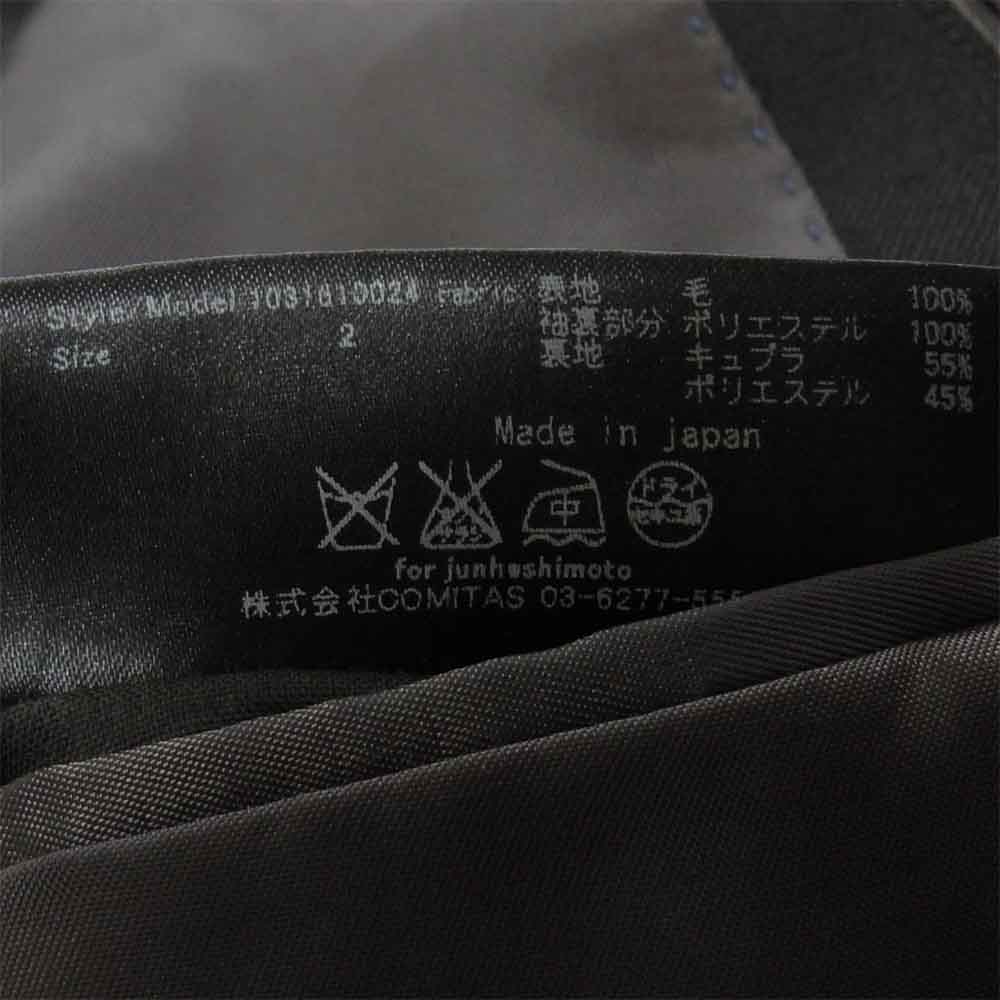 Style/Model 1031010024 Fabric 表地 毛 100%
Size 2 袖裏部分 ポリエステル 100%
裏地 キュプラ 55%
ポリエステル 45%
Made in japan
中 ドライ
for junhashimoto
株式会社COMITAS 03-6277-555